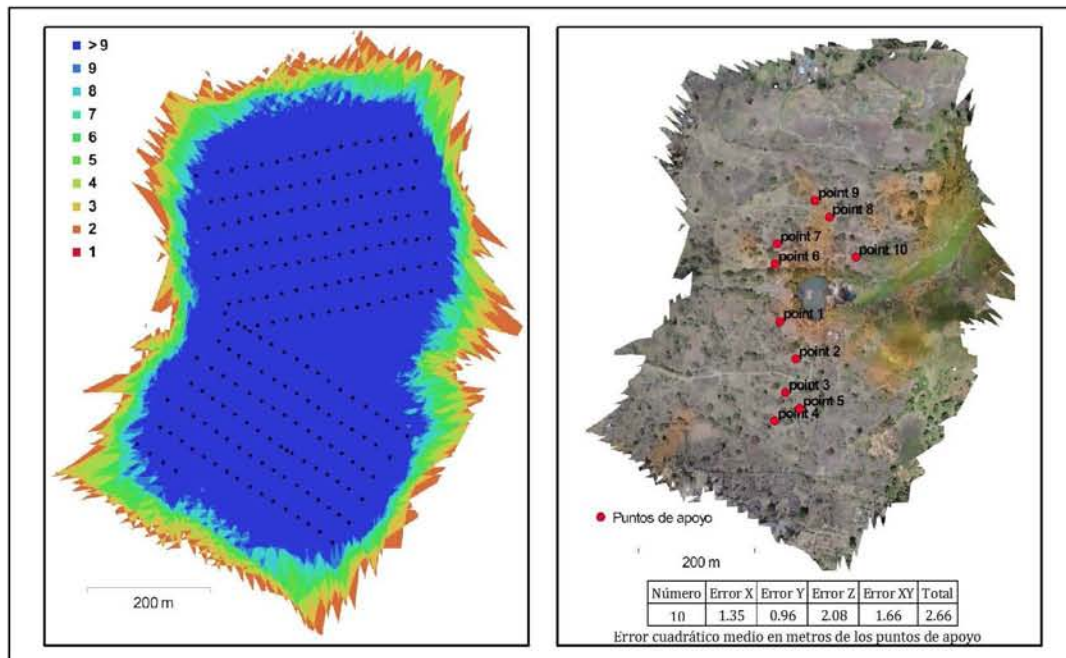 > 9
9
8
7
6
5
4
3
2
1
200 m
point 9
point 8
point 7
point 10
point 6
point 1
point 2
point 3
point 5
point 4
Puntos de apoyo
200 m
Número Error X Error Y Error Z Error XY Total
10 1.35 0.96 2.08 1.66 2.66
Error cuadrático medio en metros de los puntos de apoyo